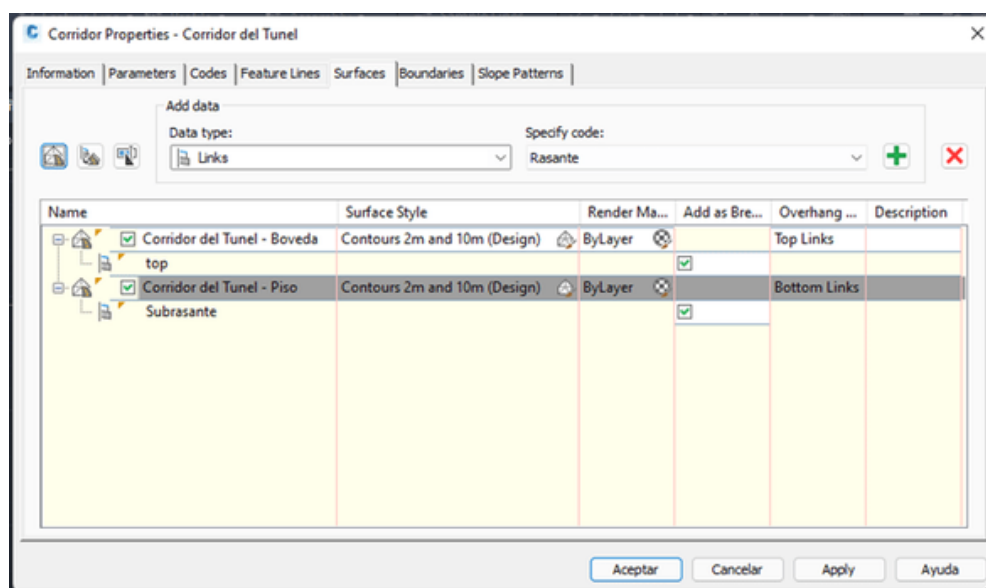 Corridor Properties - Corridor del Tunel
Information Parameters Codes Feature Lines Surfaces Boundaries Slope Patterns
Add data
Data type: Specify code:
Links Rasante
Name Surface Style Render Ma... Add as Bre... Overhang ... Description
Corridor del Tunel - Boveda Contours 2m and 10m (Design) ByLayer Top Links
top
Corridor del Tunel - Piso Contours 2m and 10m (Design) ByLayer Bottom Links
Subrasante
Aceptar Cancelar Apply Ayuda